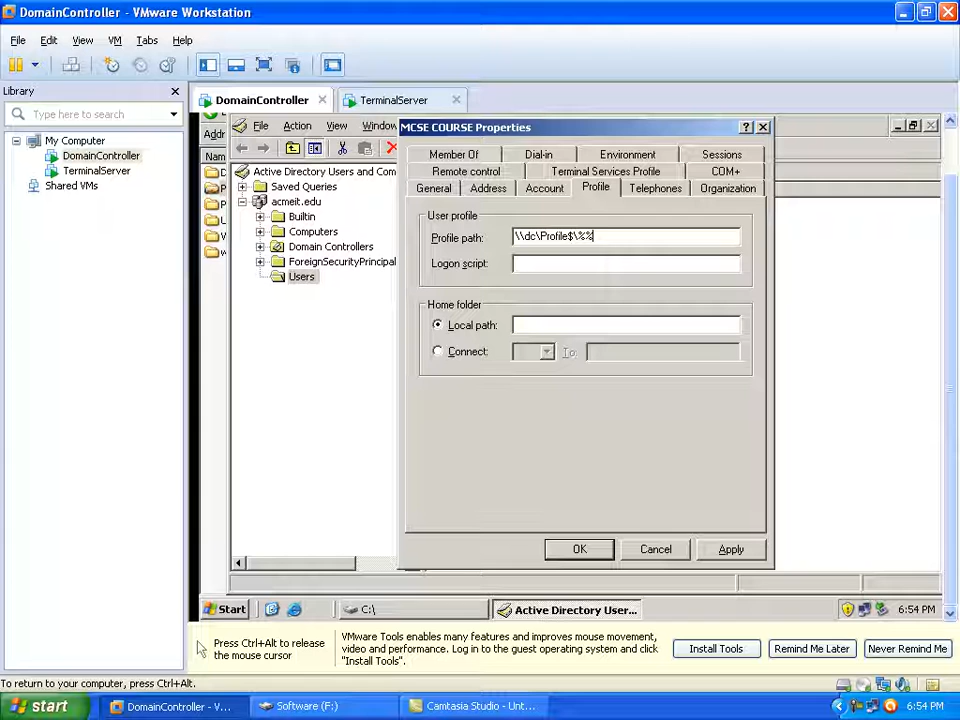 DomainController - VMware Workstation
File Edit View VM Tabs Help
Library
Type here to search
My Computer
DomainController
TerminalServer
Shared VMs
DomainController
TerminalServer
File Action View Window
Addr
Nam
Active Directory Users and Com
Saved Queries
acmeit.edu
Builtin
Computers
Domain Controllers
ForeignSecurityPrincipal
Users
MCSE COURSE Properties
Member Of Dial-in Environment Sessions
Remote control Terminal Services Profile COM+
General Address Account Profile Telephones Organization
User profile
Profile path: \\dc\Profile$\%%
Logon script:
Home folder
Local path:
Connect: To:
OK Cancel Apply
Start C:\ Active Directory User... 6:54 PM
Press Ctrl+Alt to release
the mouse cursor
VMware Tools enables many features and improves mouse movement,
video and performance. Log in to the guest operating system and click
"Install Tools".
Install Tools Remind Me Later Never Remind Me
To return to your computer, press Ctrl+Alt.
start DomainController - V... Software (F:) Camtasia Studio - Unt... 6:54 PM